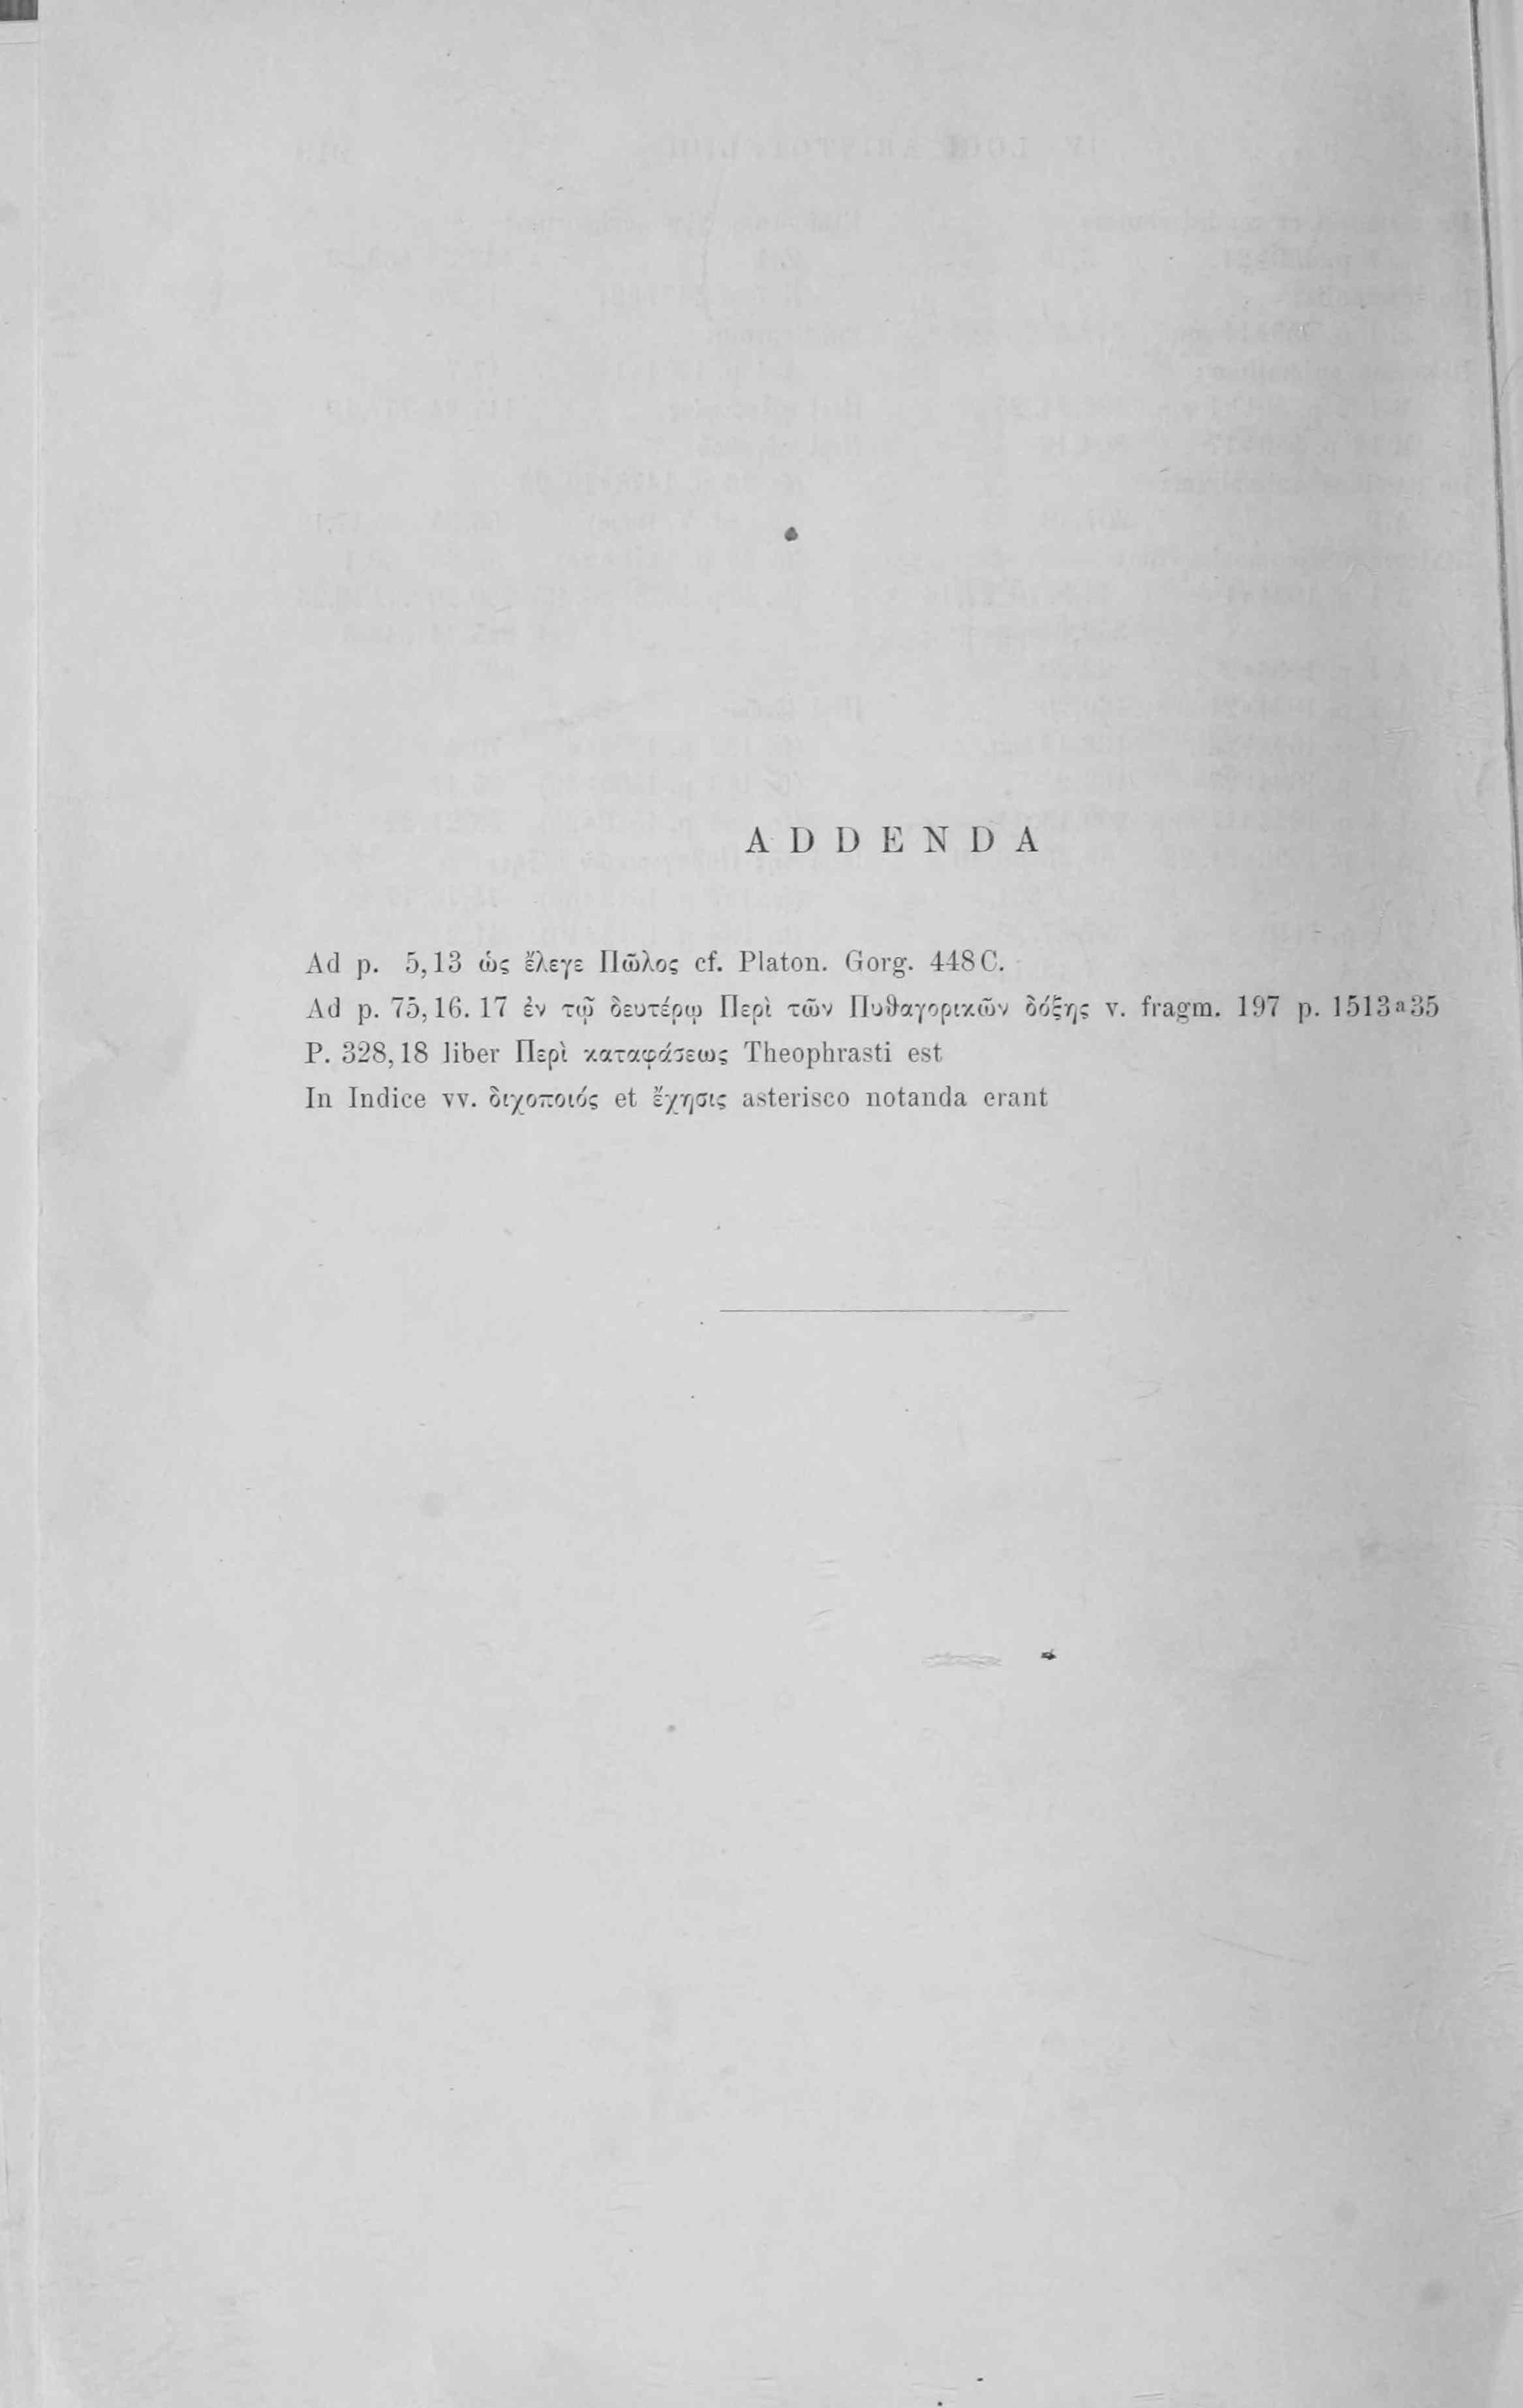 ADDENDA
Ad p. 5,13 ὡς ἔλεγε Πῶλος cf. Platon. Gorg. 448C.
Ad p. 75,16. 17 ἐν τῷ δευτέρῳ Περὶ τῶν Πυθαγορικῶν δόξης v. fragm. 197 p. 1513a35
P. 328,18 liber Περὶ καταφάσεως Theophrasti est
In Indice vv. διχοποιός et ἔχησις asterisco notanda erant